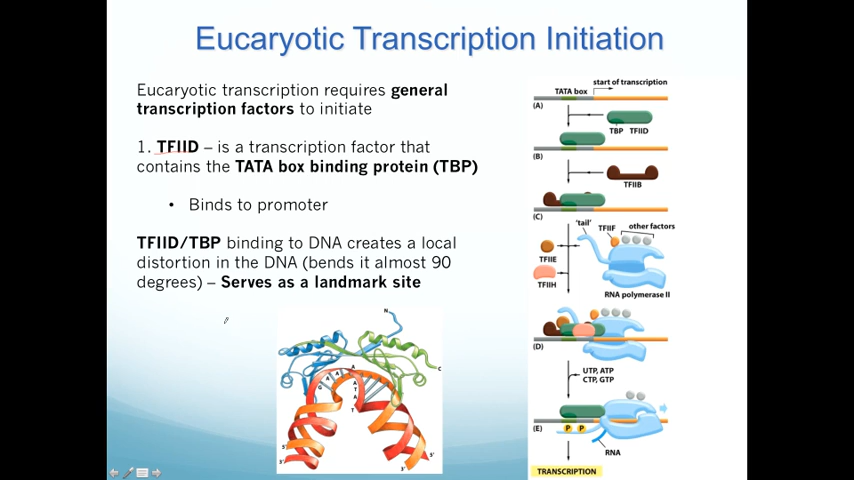 Eucaryotic Transcription Initiation
Eucaryotic transcription requires general
transcription factors to initiate
1. TFIID – is a transcription factor that
contains the TATA box binding protein (TBP)
• Binds to promoter
TFIID/TBP binding to DNA creates a local
distortion in the DNA (bends it almost 90
degrees) – Serves as a landmark site
N
C
A
A
A
G
A
T
A
T
5'
3'
5'
3'
start of transcription
TATA box
(A)
TBP TFIID
(B)
TFIIB
(C)
'tail'
TFIIF other factors
TFIIE
TFIIH
RNA polymerase II
(D)
UTP, ATP
CTP, GTP
(E)
P P
RNA
TRANSCRIPTION